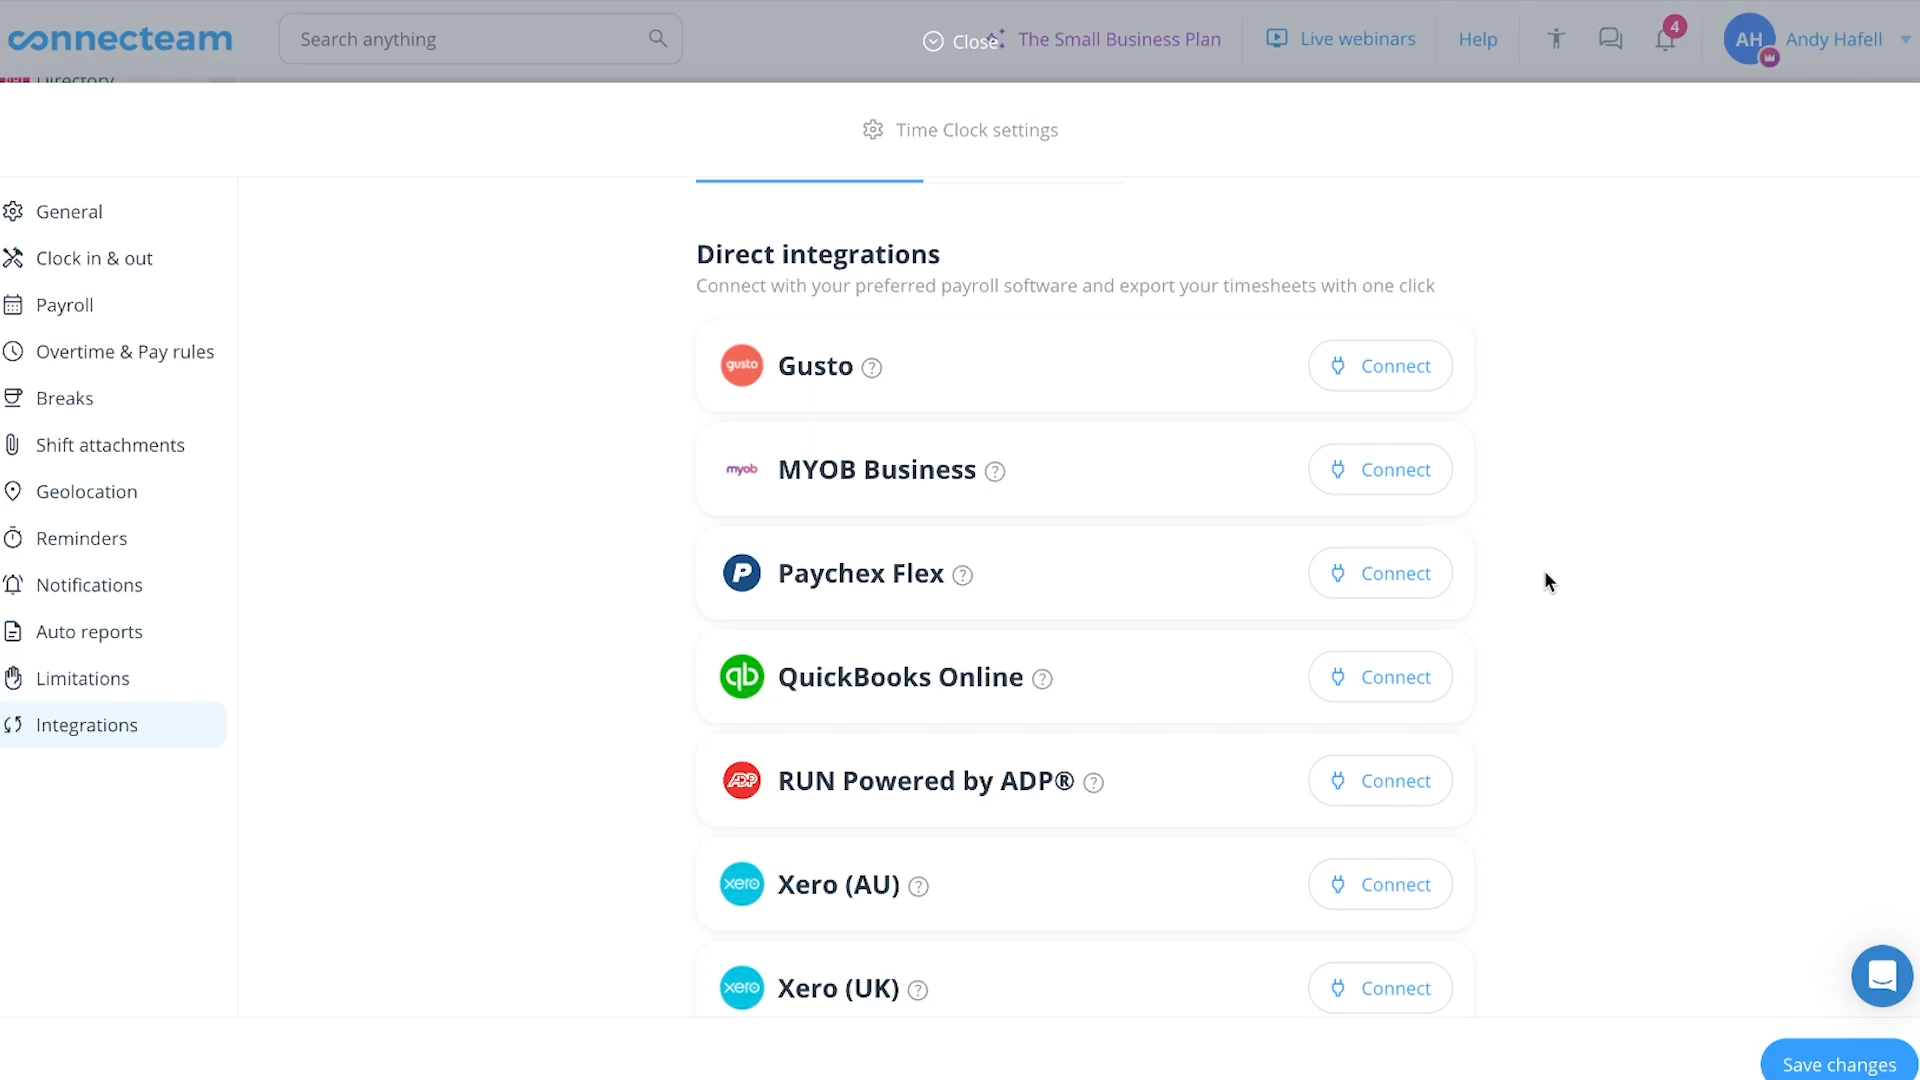 connecteam
Search anything
Close
The Small Business Plan
Live webinars
Help
4
AH
Andy Hafell
Directory
Time Clock settings
General
Clock in & out
Payroll
Overtime & Pay rules
Breaks
Shift attachments
Geolocation
Reminders
Notifications
Auto reports
Limitations
Integrations
Direct integrations
Connect with your preferred payroll software and export your timesheets with one click
gusto
Gusto ?
Connect
myob
MYOB Business ?
Connect
P
Paychex Flex ?
Connect
qb
QuickBooks Online ?
Connect
ADP
RUN Powered by ADP® ?
Connect
xero
Xero (AU) ?
Connect
xero
Xero (UK) ?
Connect
Save changes